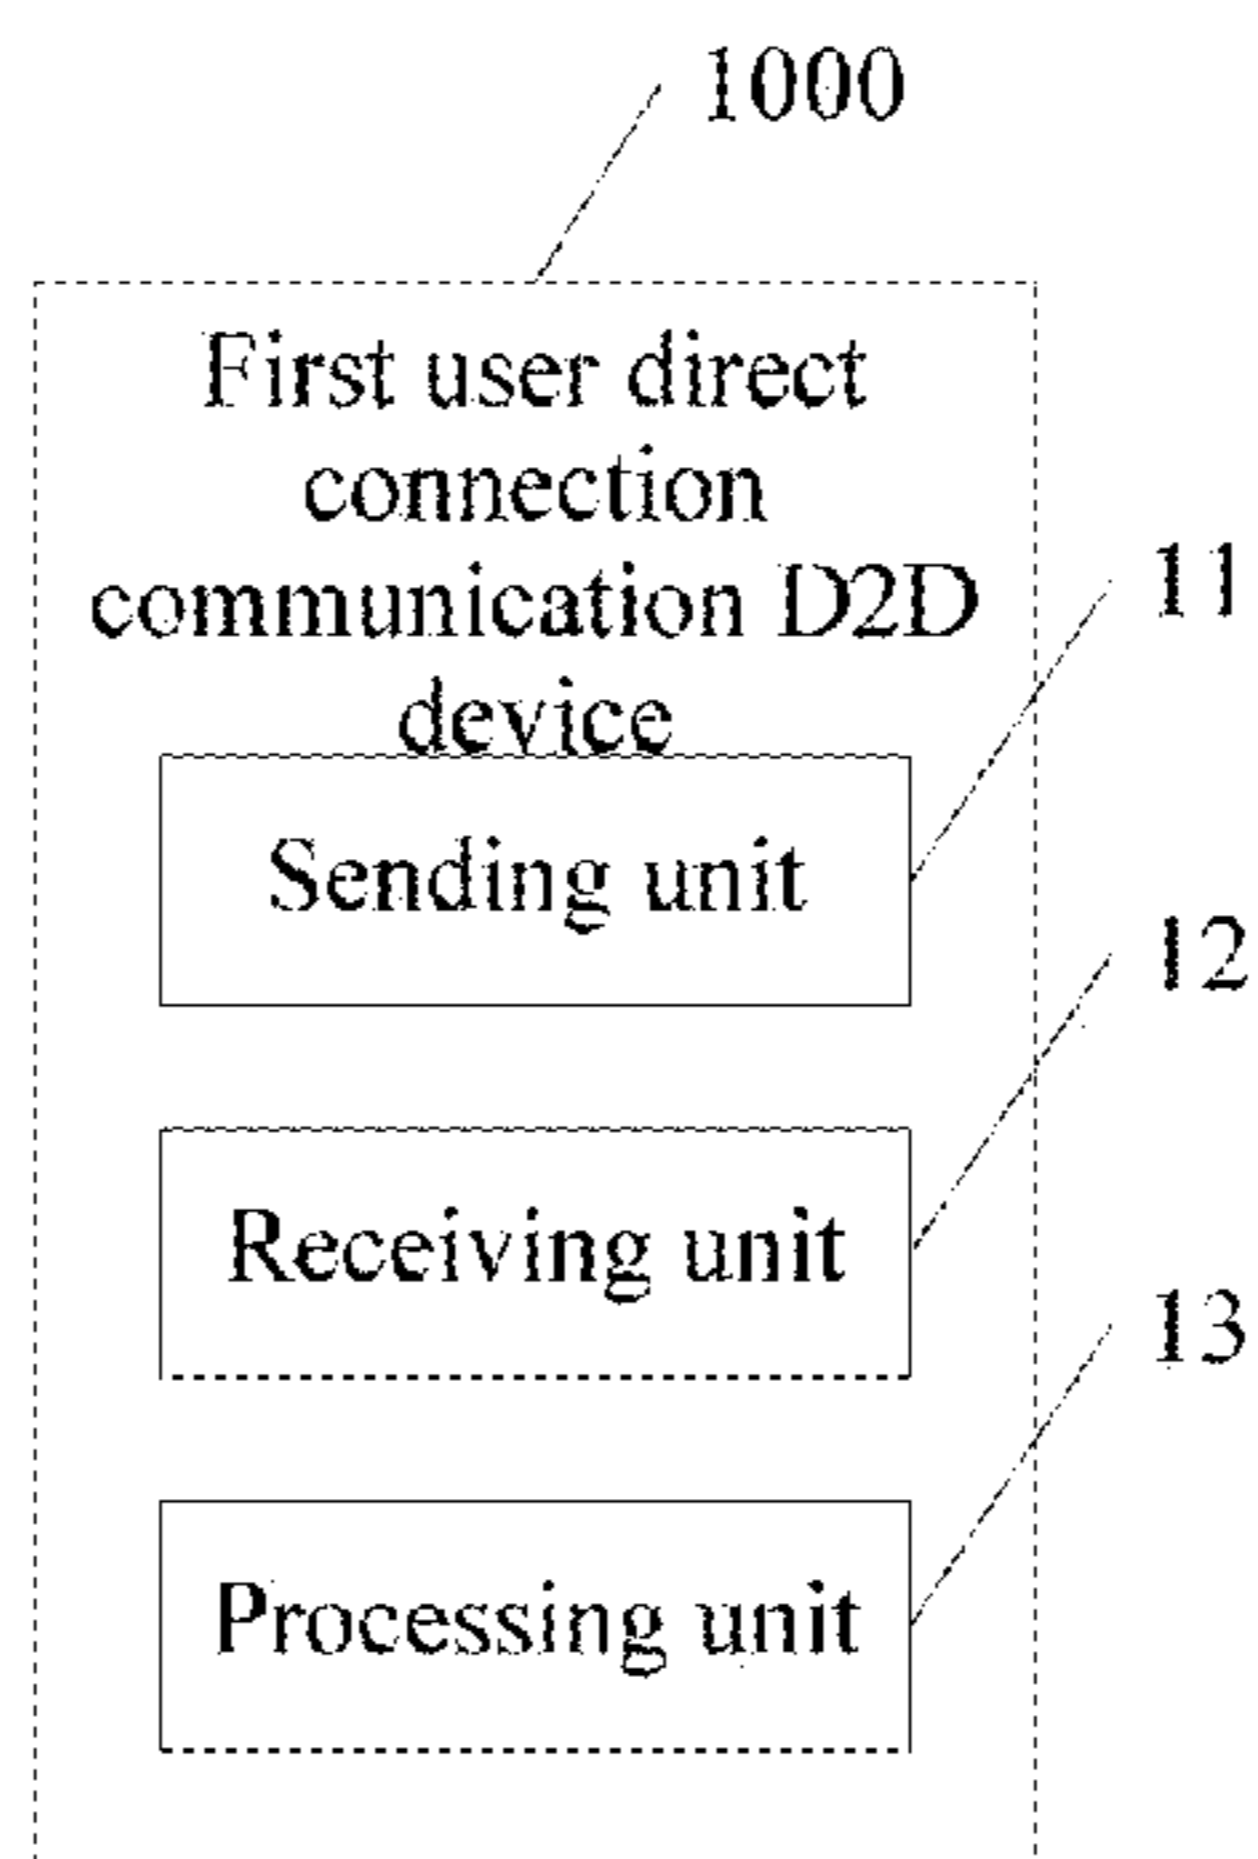 1000
First user direct
connection
communication D2D
device
11
Sending unit
12
Receiving unit
13
Processing unit